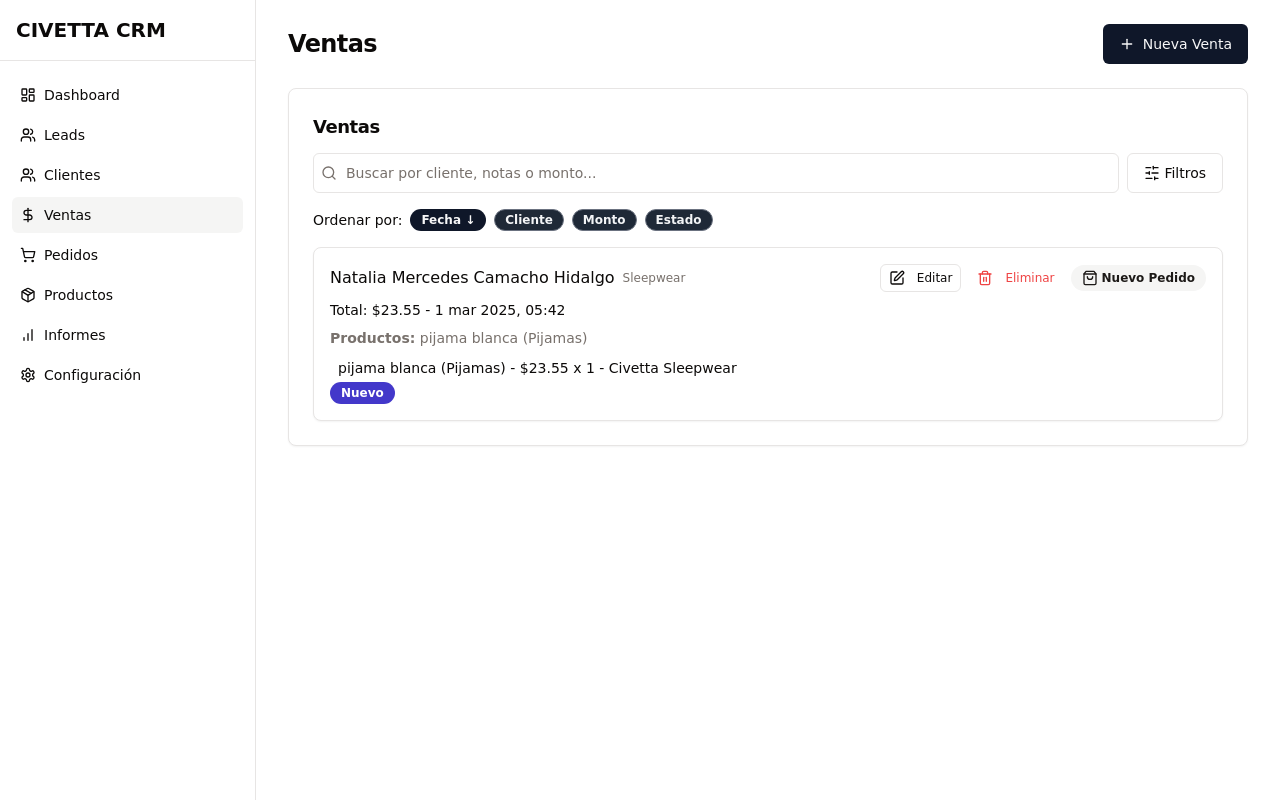 CIVETTA CRM
Dashboard
Leads
Clientes
Ventas
Pedidos
Productos
Informes
Configuración
Ventas
Nueva Venta
Ventas
Buscar por cliente, notas o monto...
Filtros
Ordenar por: Fecha ↓ Cliente Monto Estado
Natalia Mercedes Camacho Hidalgo Sleepwear
Editar Eliminar Nuevo Pedido
Total: $23.55 - 1 mar 2025, 05:42
Productos: pijama blanca (Pijamas)
pijama blanca (Pijamas) - $23.55 x 1 - Civetta Sleepwear
Nuevo